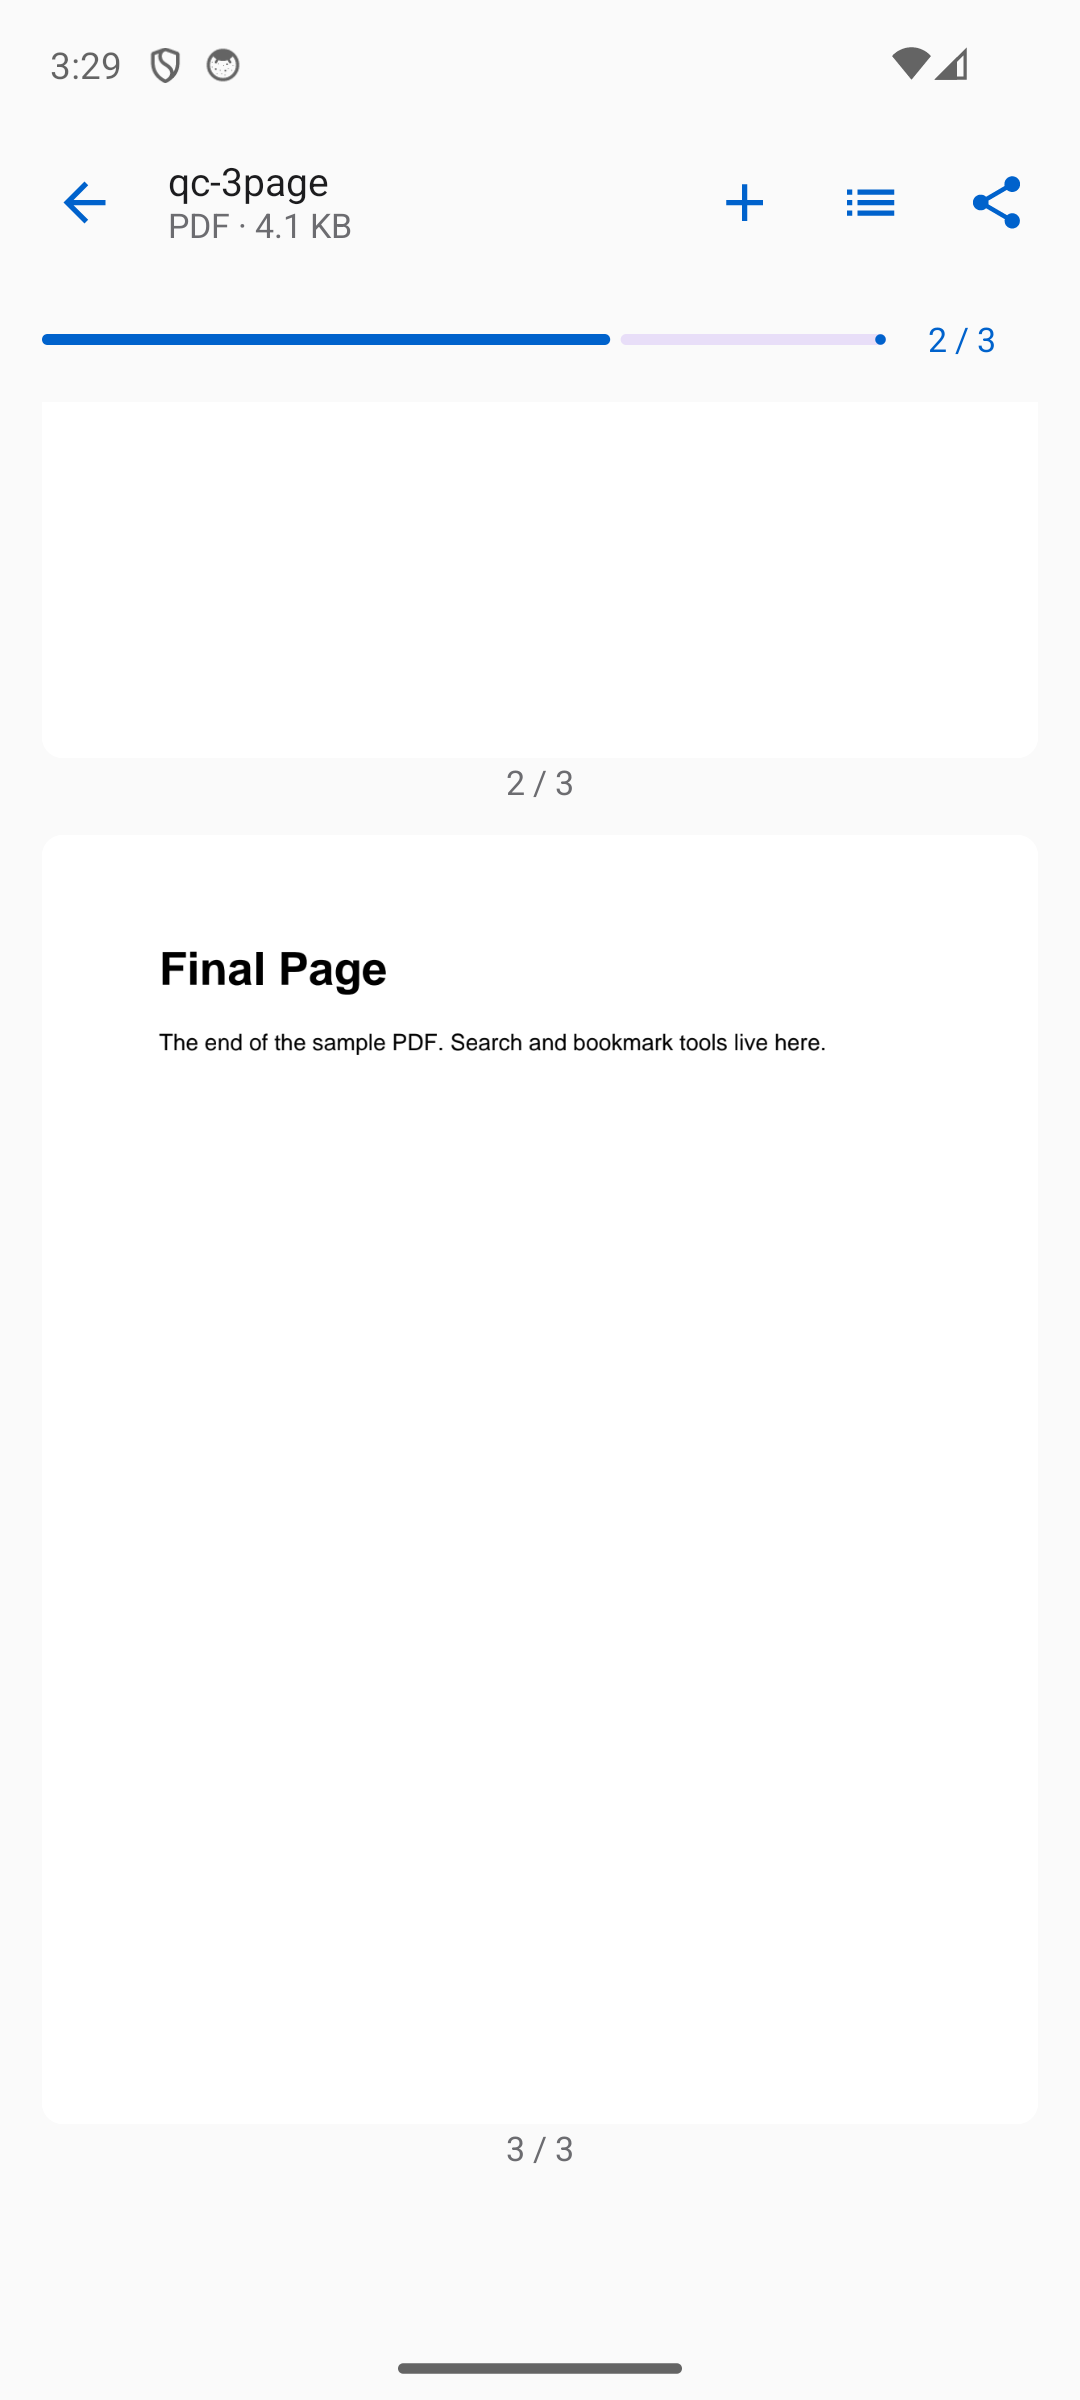 3:29
qc-3page
PDF · 4.1 KB
2 / 3
2 / 3
Final Page
The end of the sample PDF. Search and bookmark tools live here.
3 / 3